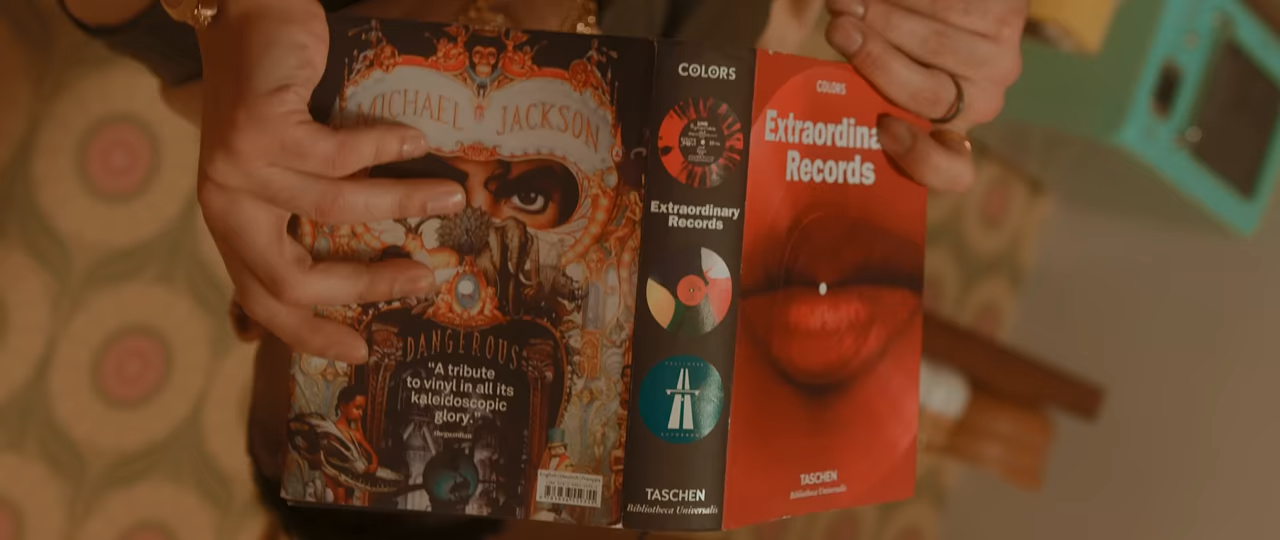 MICHAEL JACKSON
DANGEROUS
"A tribute
to vinyl in all its
kaleidoscopic
glory."
theguardian
COLORS
Extraordinary
Records
TASCHEN
Bibliotheca Universalis
COLORS
Extraordina
Records
TASCHEN
Bibliotheca Universalis